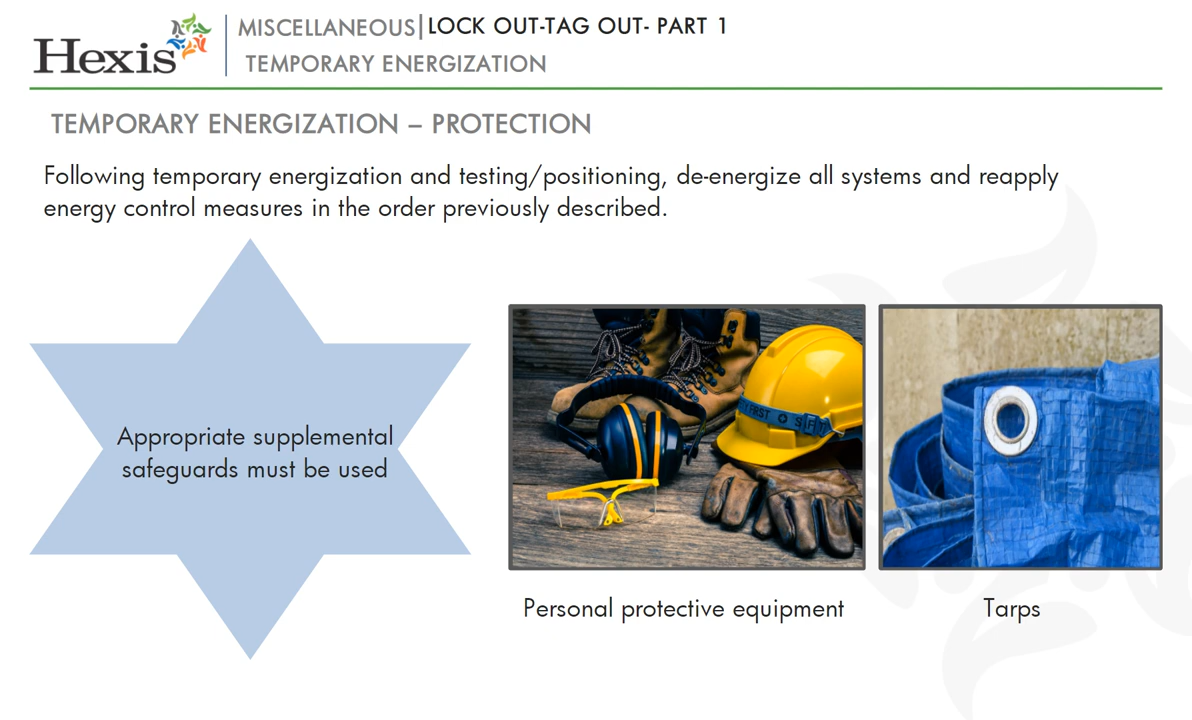 Hexis
MISCELLANEOUS|LOCK OUT-TAG OUT- PART 1
TEMPORARY ENERGIZATION
TEMPORARY ENERGIZATION – PROTECTION
Following temporary energization and testing/positioning, de-energize all systems and reapply
energy control measures in the order previously described.
Appropriate supplemental
safeguards must be used
FIRST
Personal protective equipment
Tarps